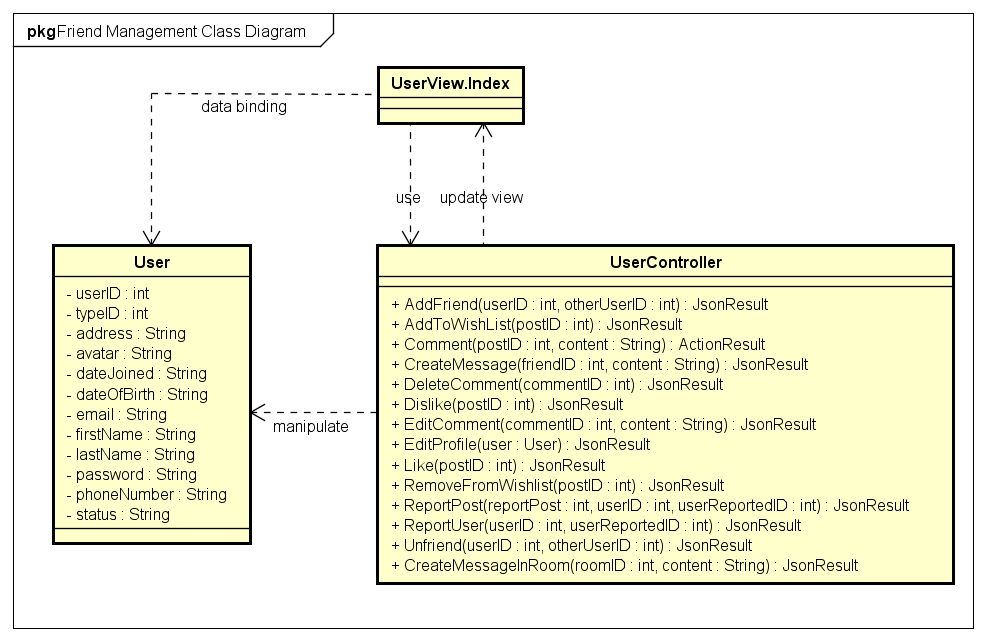 pkg Friend Management Class Diagram
UserView.Index
data binding
use
update view
User
- userID : int
- typeID : int
- address : String
- avatar : String
- dateJoined : String
- dateOfBirth : String
- email : String
- firstName : String
- lastName : String
- password : String
- phoneNumber : String
- status : String
manipulate
UserController
+ AddFriend(userID : int, otherUserID : int) : JsonResult
+ AddToWishList(postID : int) : JsonResult
+ Comment(postID : int, content : String) : ActionResult
+ CreateMessage(friendID : int, content : String) : JsonResult
+ DeleteComment(commentID : int) : JsonResult
+ Dislike(postID : int) : JsonResult
+ EditComment(commentID : int, content : String) : JsonResult
+ EditProfile(user : User) : JsonResult
+ Like(postID : int) : JsonResult
+ RemoveFromWishlist(postID : int) : JsonResult
+ ReportPost(reportPost : int, userID : int, userReportedID : int) : JsonResult
+ ReportUser(userID : int, userReportedID : int) : JsonResult
+ Unfriend(userID : int, otherUserID : int) : JsonResult
+ CreateMessageInRoom(roomID : int, content : String) : JsonResult